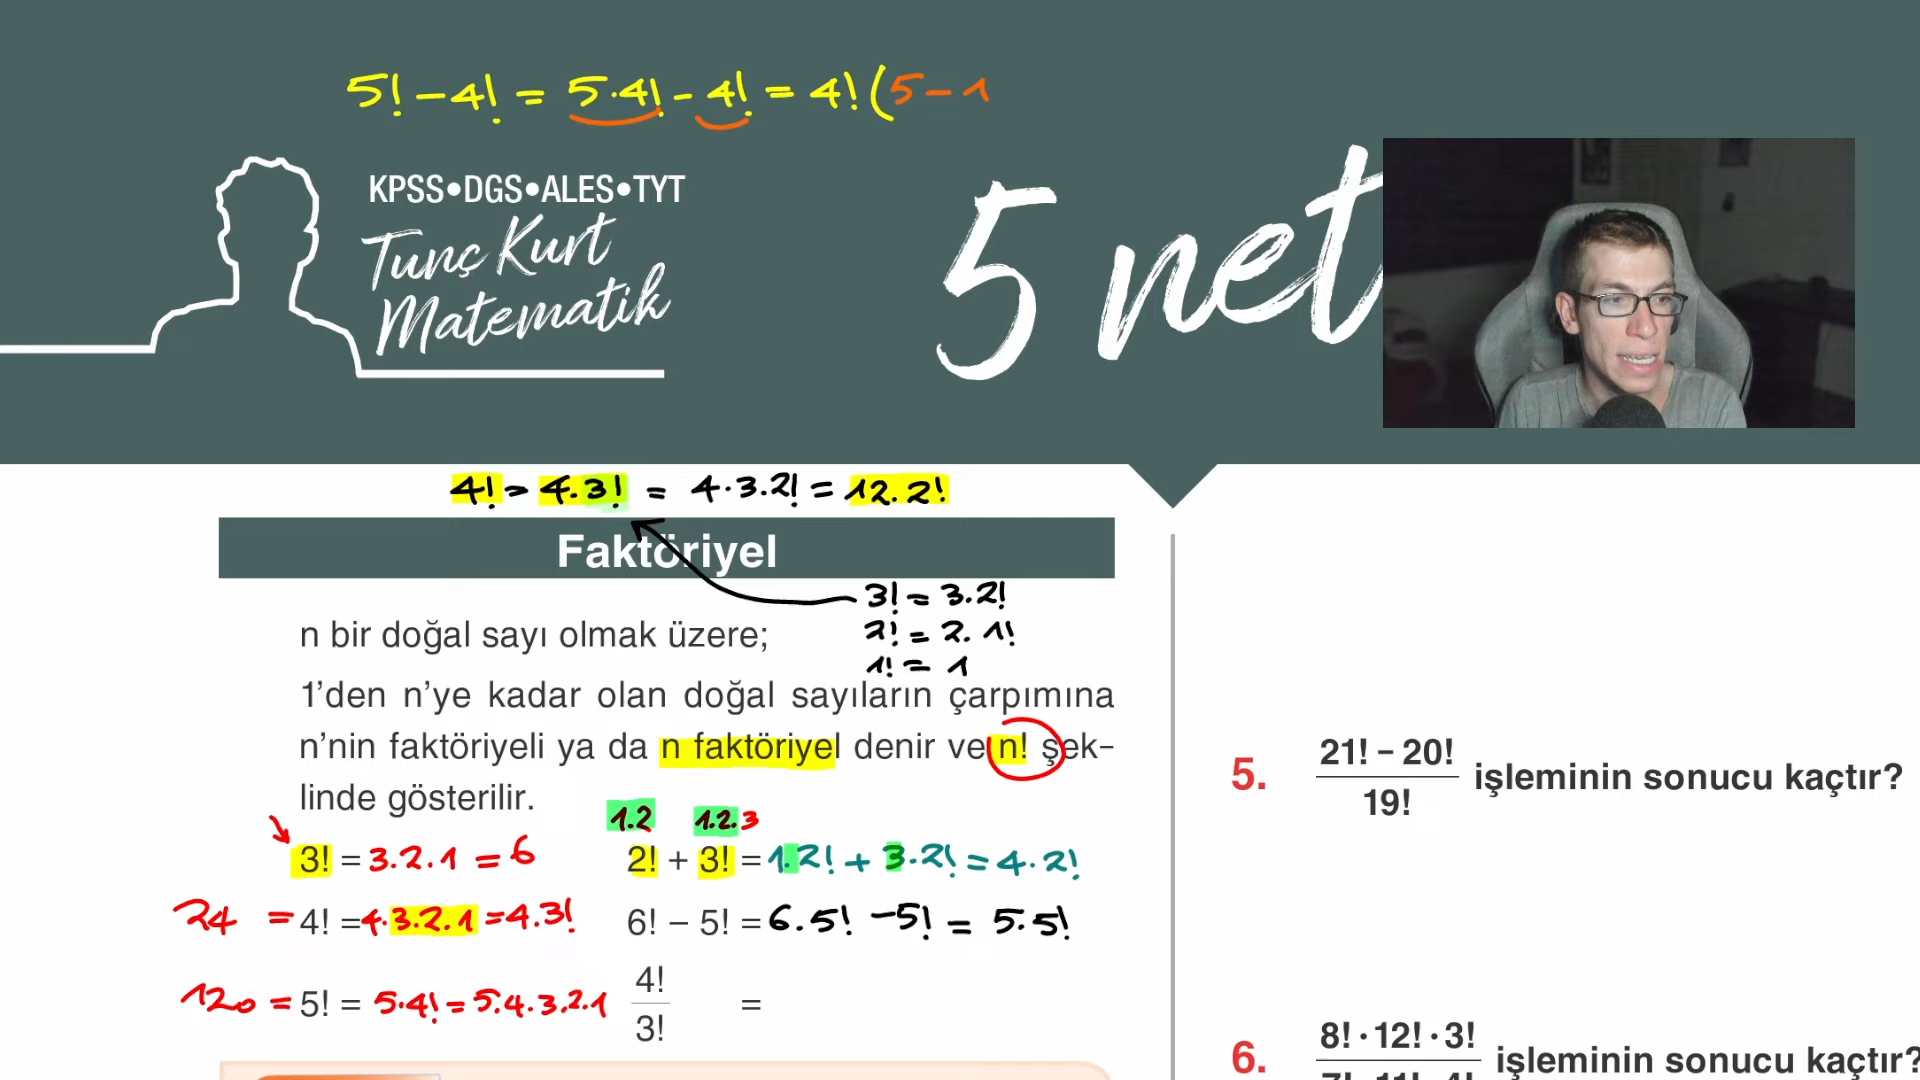 5! - 4! = 5·4! - 4! = 4! (5 - 1
KPSS•DGS•ALES•TYT
Tunç Kurt
Matematik
5 net
4! = 4.3! = 4·3.2! = 12.2!
Faktöriyel
3! = 3.2!
2! = 2. 1!
1! = 1
n bir doğal sayı olmak üzere;
1'den n'ye kadar olan doğal sayıların çarpımına
n'nin faktöriyeli ya da n faktöriyel denir ve n! şek-
linde gösterilir.
1.2 1.2.3
3! = 3.2.1 = 6
2! + 3! = 1.2! + 3.2! = 4.2!
24 = 4! = 4.3.2.1 = 4.3!
6! – 5! = 6.5! - 5! = 5.5!
120 = 5! = 5.4! = 5.4.3.2.1
4!
3!
=
5. 21! – 20!
19!
işleminin sonucu kaçtır?
6. 8! · 12! · 3!
7! · 11! · 4!
işleminin sonucu kaçtır?